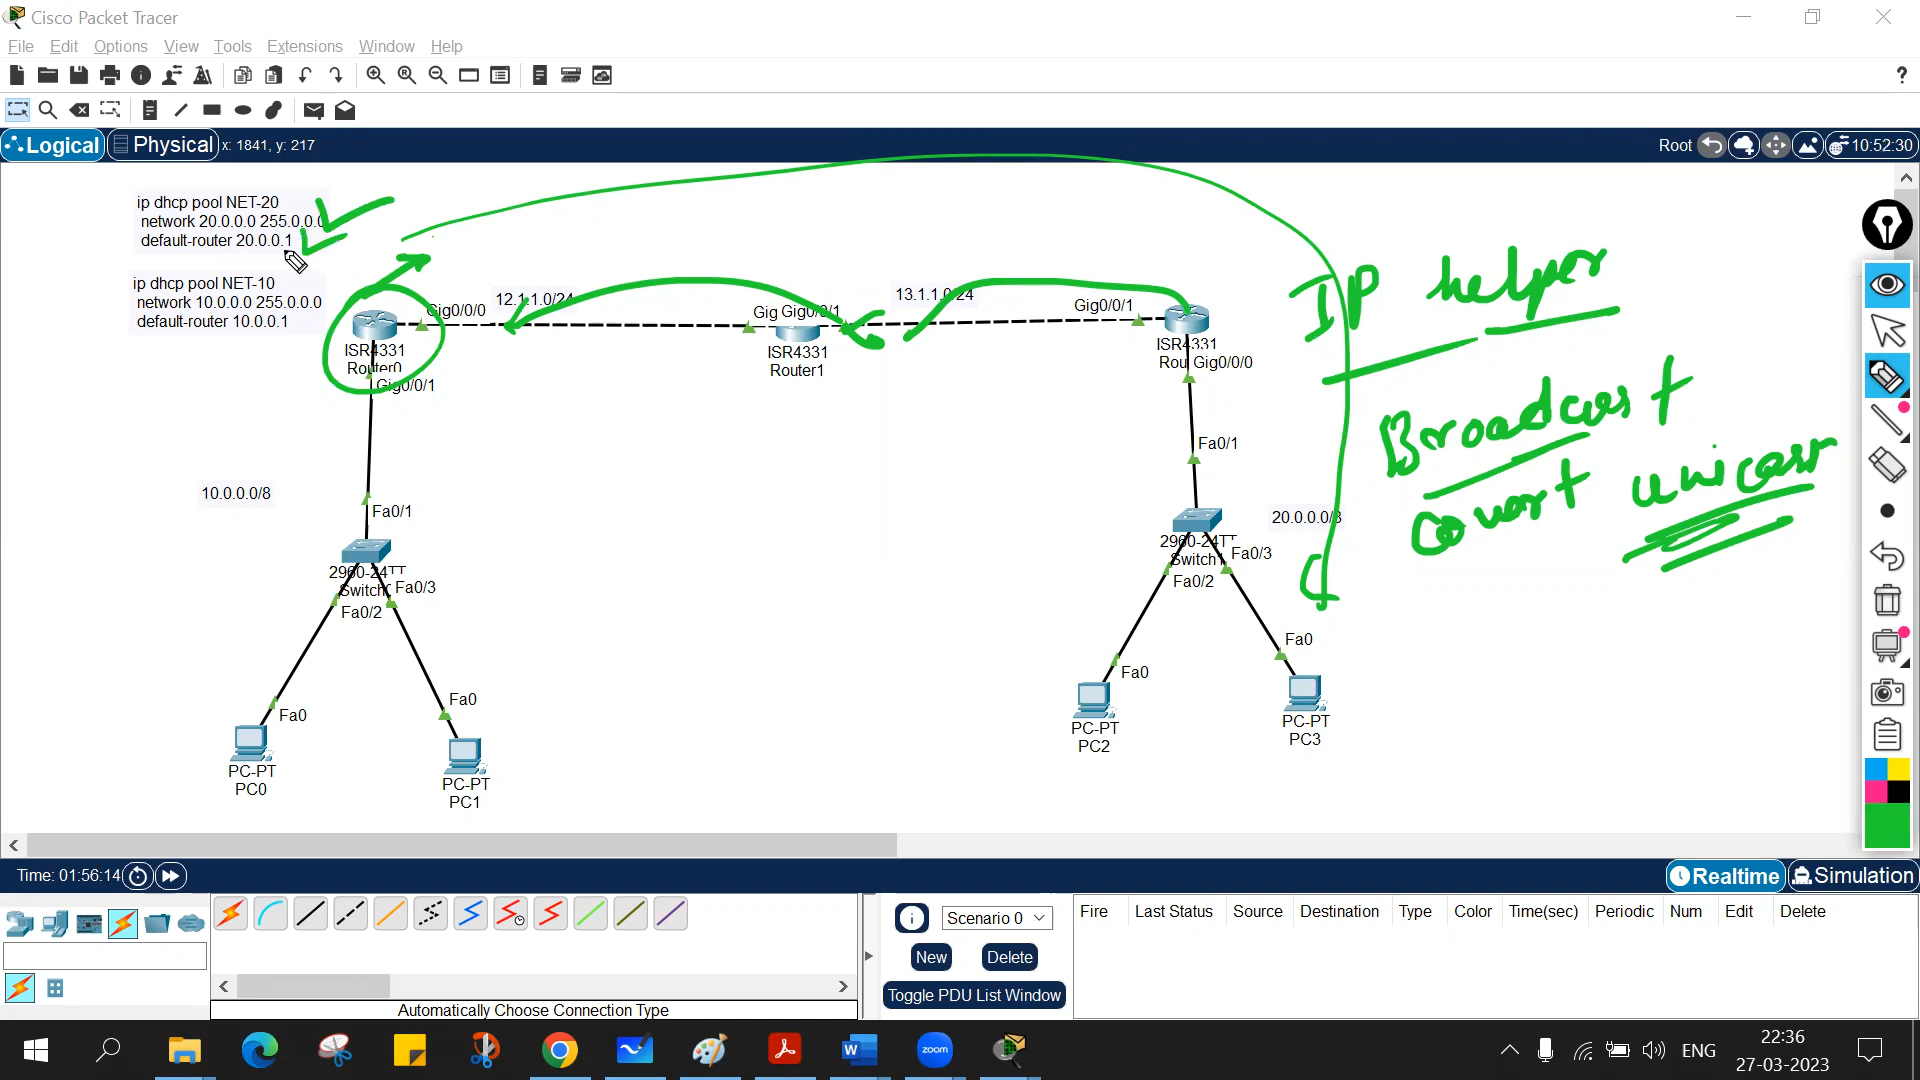 Cisco Packet Tracer
File Edit Options View Tools Extensions Window Help
?
Logical Physical x: 1841, y: 217
Root 10:52:30
ip dhcp pool NET-20
network 20.0.0.0 255.0.0.0
default-router 20.0.0.1
ip dhcp pool NET-10
network 10.0.0.0 255.0.0.0
default-router 10.0.0.1
Gig0/0/0
12.1.1.0/24
Gig Gig0/0/1
13.1.1.0/24
Gig0/0/1
IP helper
ISR4331
Router0
Gig0/0/1
ISR4331
Router1
ISR4331
Rou Gig0/0/0
Broadcast
covart unicast
Fa0/1
10.0.0.0/8
Fa0/1
20.0.0.0/8
2960-24TT
Switch1
Fa0/3
Fa0/2
2960-24TT
Switch
Fa0/3
Fa0/2
Fa0
Fa0
Fa0
Fa0
PC-PT
PC0
PC-PT
PC1
PC-PT
PC2
PC-PT
PC3
Time: 01:56:14
Realtime Simulation
Scenario 0
New Delete
Toggle PDU List Window
Fire Last Status Source Destination Type Color Time(sec) Periodic Num Edit Delete
Automatically Choose Connection Type
zoom
ENG
22:36
27-03-2023